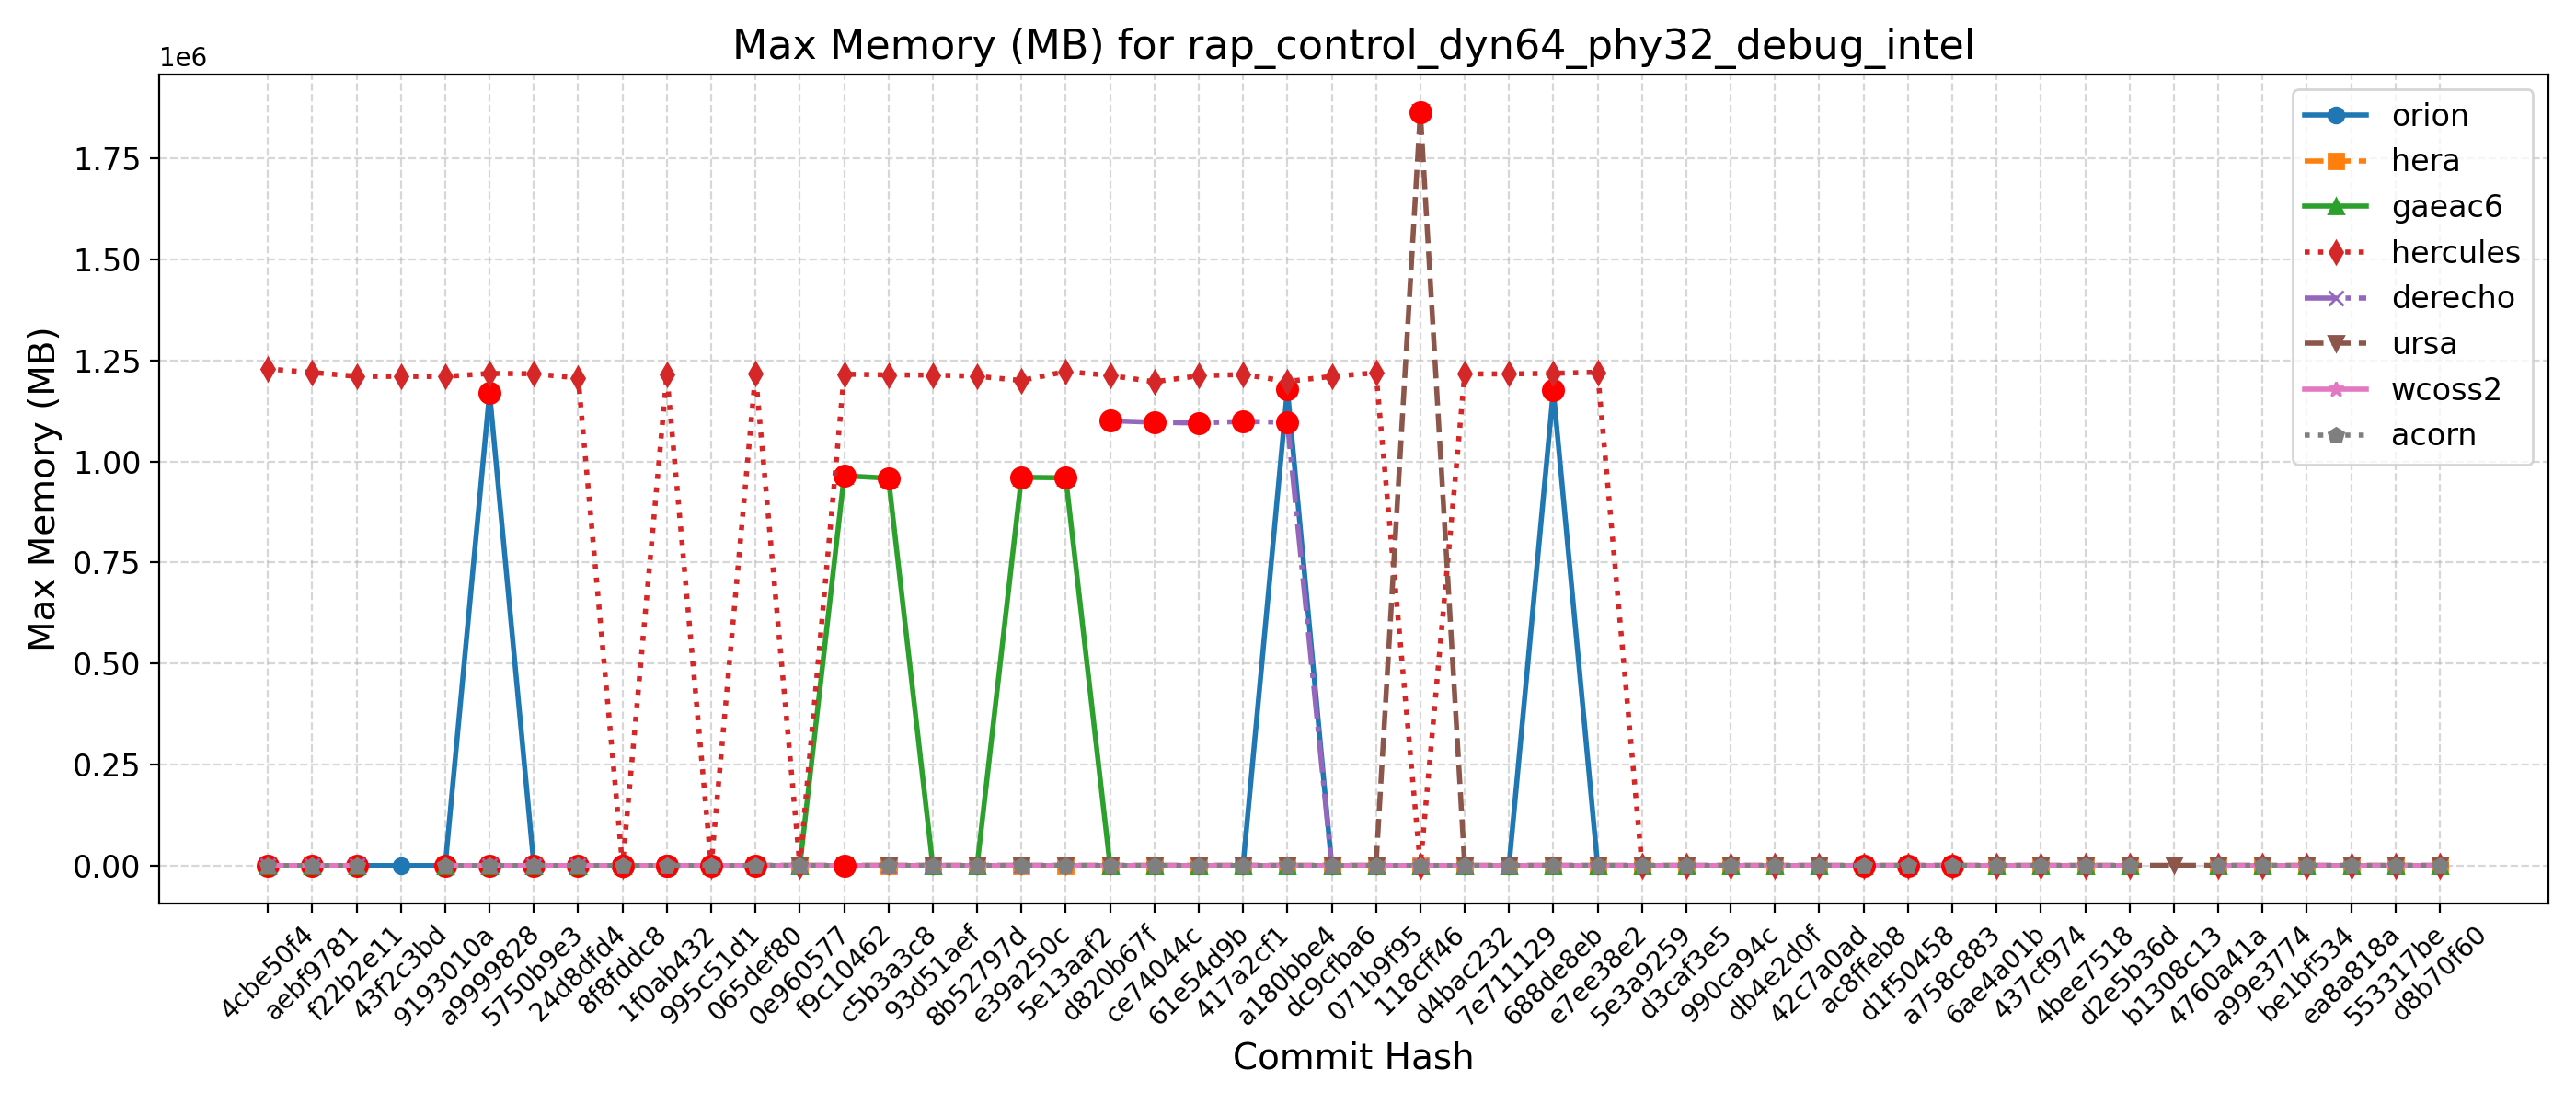 Max Memory (MB) for rap_control_dyn64_phy32_debug_intel
1e6
1.75
1.50
1.25
1.00
0.75
0.50
0.25
0.00
Max Memory (MB)
orion
hera
gaeac6
hercules
derecho
ursa
wcoss2
acorn
4cbe50f4
aebf9781
f22b2e11
43f2c3bd
9193010a
a9999828
5750b9e3
24d8dfd4
8f8fddc8
1f0ab432
995c51d1
065def80
0e960577
f9c10462
c5b3a3c8
93d51aef
8b52797d
e39a250c
5e13aaf2
d820b67f
ce74044c
61e54d9b
417a2cf1
a180bbe4
dc9cfba6
071b9f95
118cff46
d4bac232
7e711129
688de8eb
e7ee38e2
5e3a9259
d3caf3e5
990ca94c
db4e2d0f
42c7a0ad
ac8ffeb8
d1f50458
a758c883
6ae4a01b
437cf974
4bee7518
d2e5b36d
b1308c13
4760a41a
a99e3774
be1bf534
ea8a818a
553317be
d8b70f60
Commit Hash